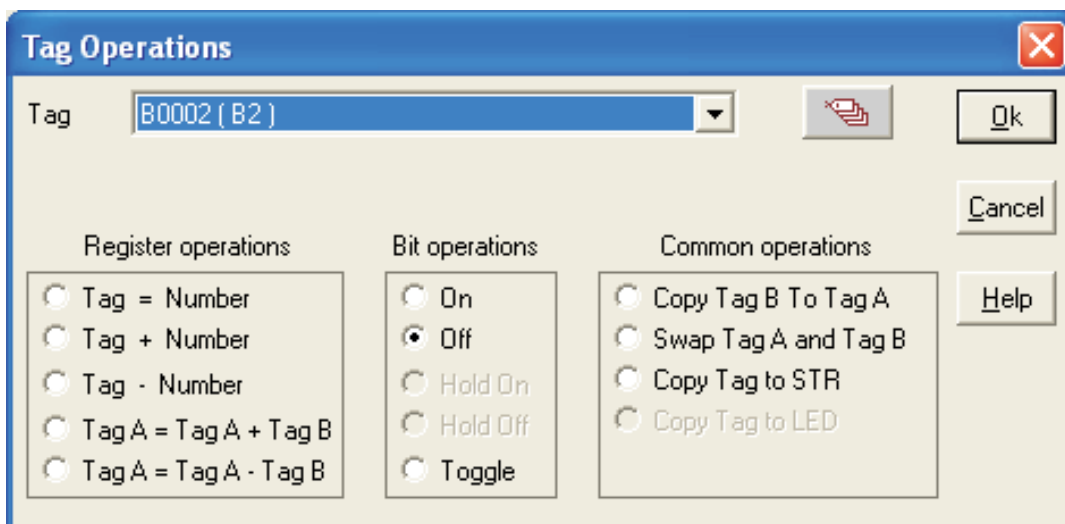 Tag Operations
Tag B0002 ( B2 )
Ok
Cancel
Help
Register operations
Tag = Number
Tag + Number
Tag - Number
Tag A = Tag A + Tag B
Tag A = Tag A - Tag B
Bit operations
On
Off
Hold On
Hold Off
Toggle
Common operations
Copy Tag B To Tag A
Swap Tag A and Tag B
Copy Tag to STR
Copy Tag to LED